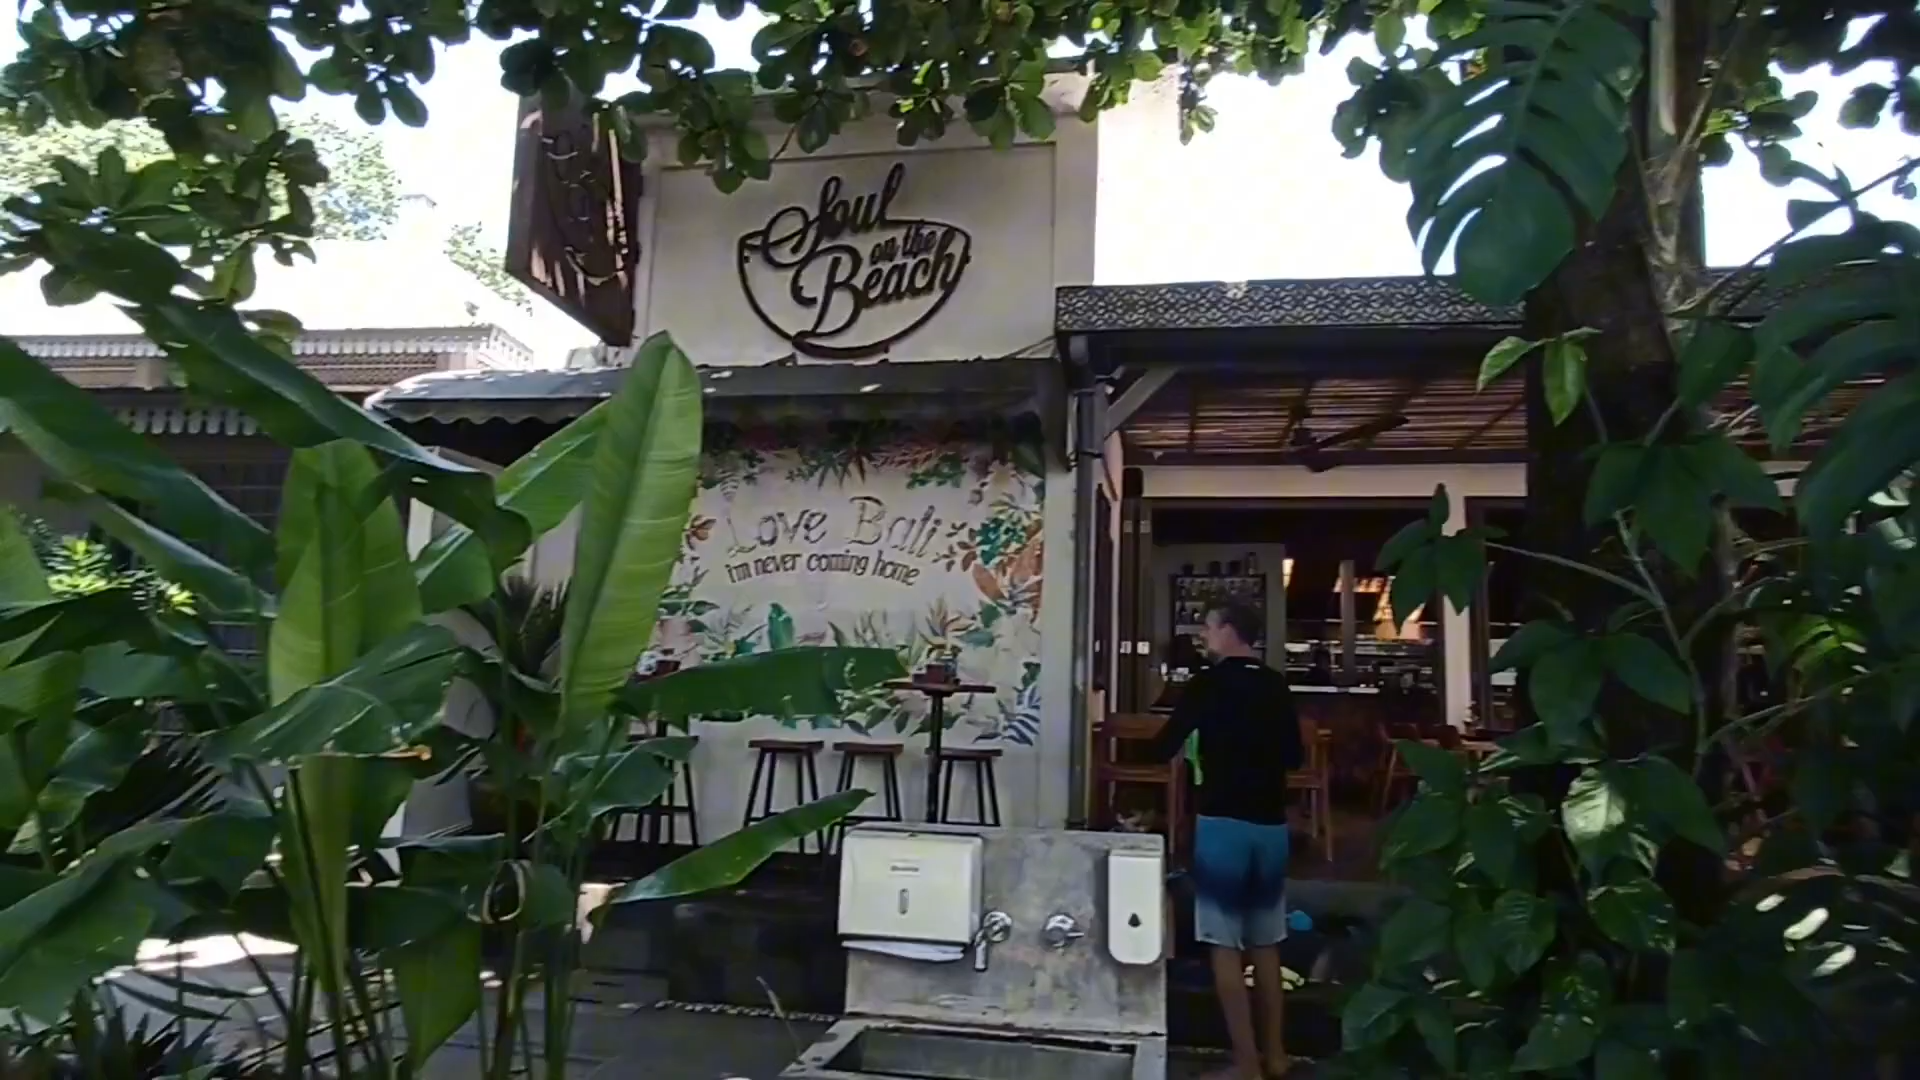 Soul
on the
Beach
Love Bali
i'm never coming home